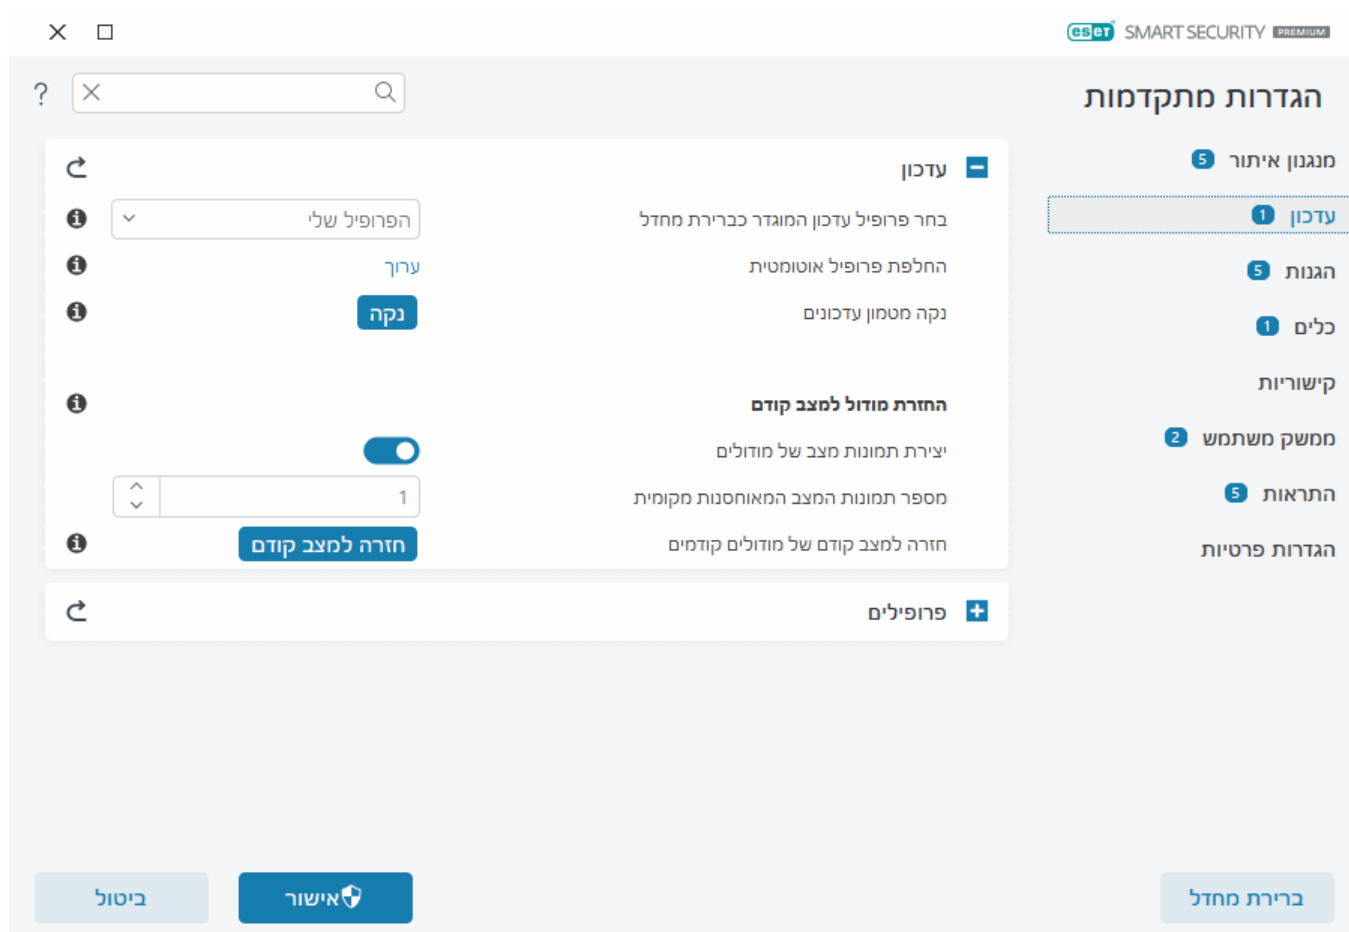 eset SMART SECURITY PREMIUM
הגדרות מתקדמות
?
מנגנון איתור 5
עדכון 1
הגנות 5
כלים 1
קישוריות
ממשק משתמש 2
התראות 5
הגדרות פרטיות
עדכון
בחר פרופיל עדכון המוגדר כברירת מחדל הפרופיל שלי
החלפת פרופיל אוטומטית ערוך
נקה מטמון עדכונים נקה
החזרת מודול למצב קודם
יצירת תמונות מצב של מודולים
מספר תמונות המצב המאוחסנות מקומית 1
חזרה למצב קודם של מודולים קודמים חזרה למצב קודם
פרופילים
ברירת מחדל
אישור
ביטול